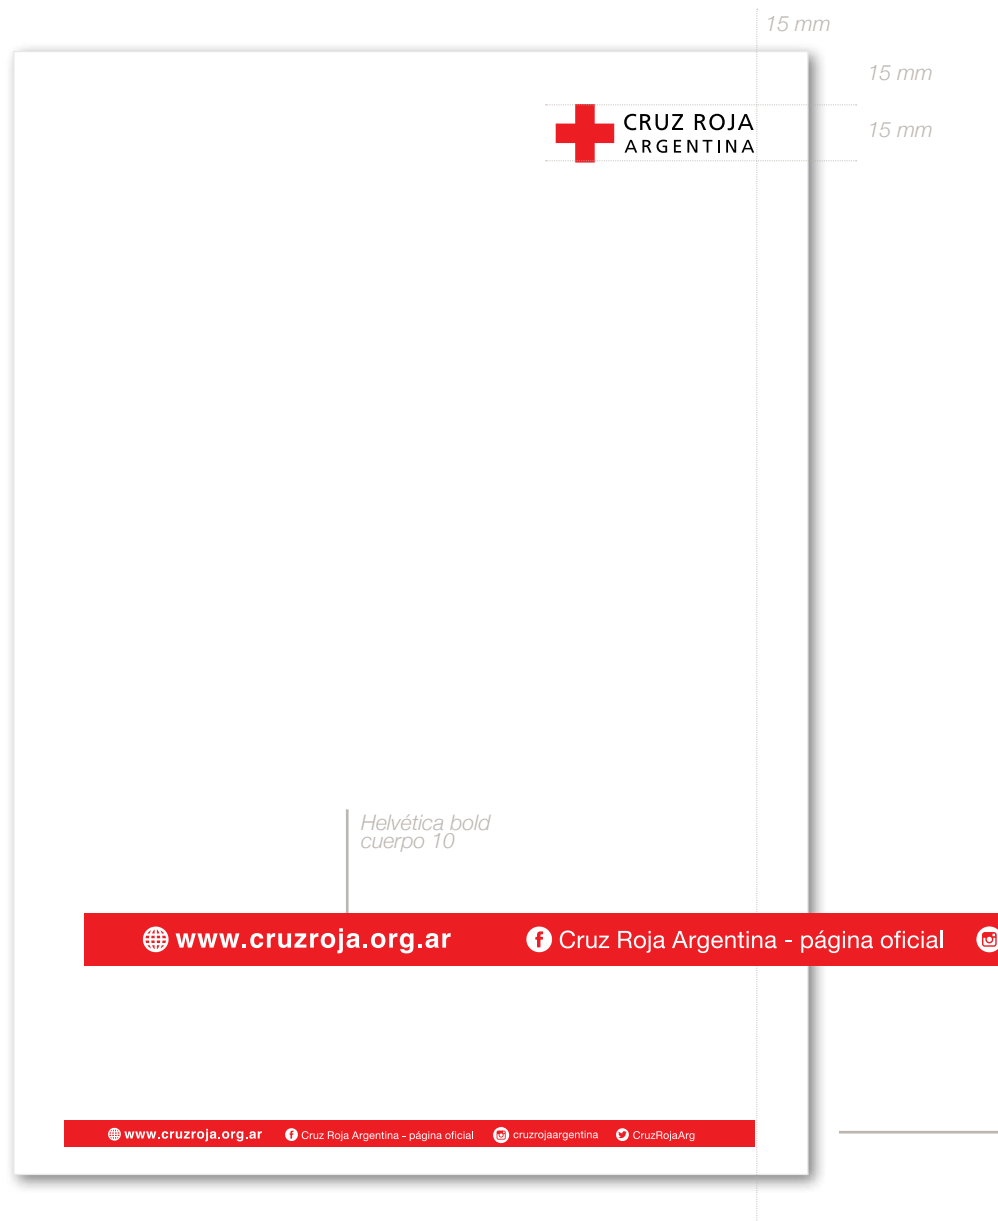 15 mm
15 mm
CRUZ ROJA
ARGENTINA
15 mm
Helvética bold
cuerpo 10
www.cruzroja.org.ar Cruz Roja Argentina - página oficial
www.cruzroja.org.ar Cruz Roja Argentina - página oficial cruzrojaargentina CruzRojaArg